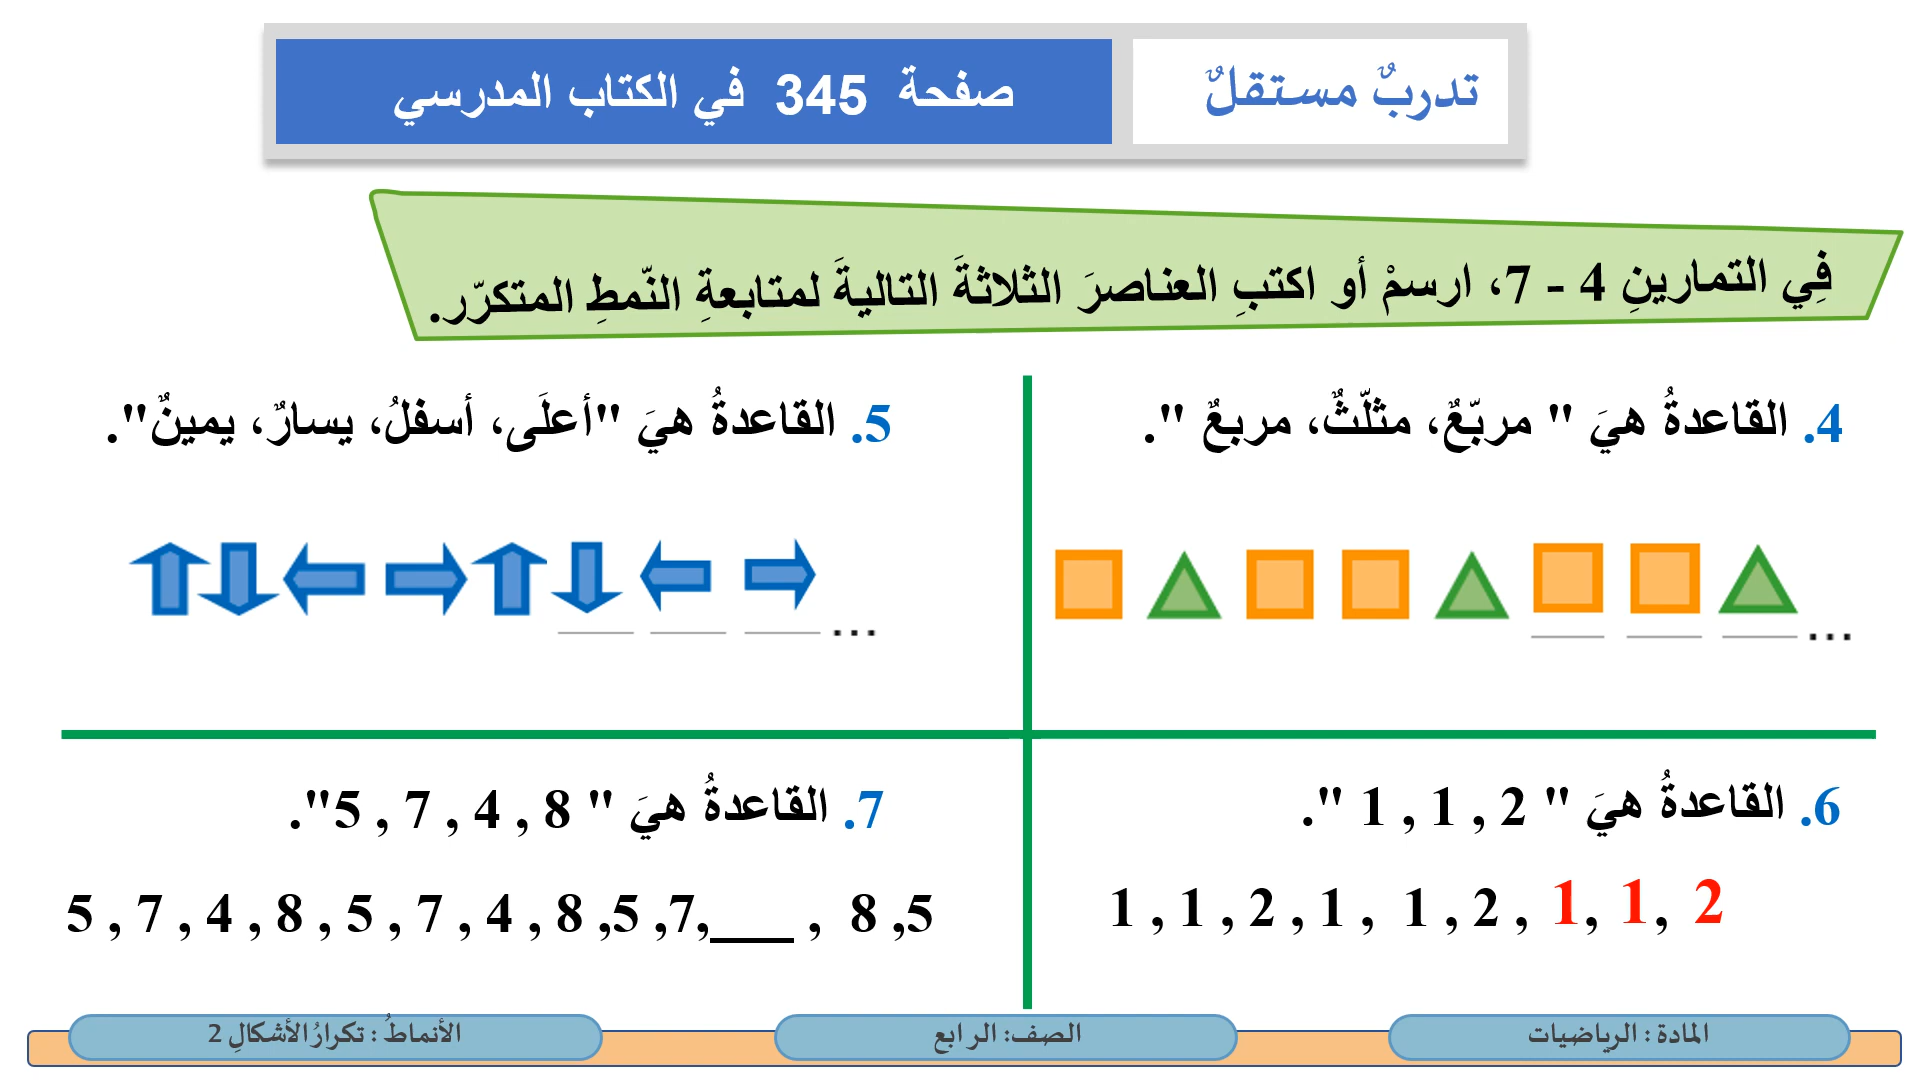 تدربٌ مستقلٌ
صفحة 345 في الكتاب المدرسي
فِي التمارينِ 4 - 7، ارسمْ أو اكتبِ العناصرَ الثلاثةَ التاليةَ لمتابعةِ النّمطِ المتكرّر.
4. القاعدةُ هيَ " مربّعٌ، مثلّثٌ، مربعٌ ".
...
5. القاعدةُ هيَ "أعلَى، أسفلُ، يسارٌ، يمينٌ".
...
6. القاعدةُ هيَ " 1 , 1 , 2 ".
1 , 1 , 2 , 1 , 1 , 2 , 1, 1, 2
7. القاعدةُ هيَ " 5 , 7 , 4 , 8".
5 , 7 , 4 , 8 , 5 , 7 , 4 , 8 ,5 ,7,___ , 8 ,5
المادة : الرياضيات
الصف: الرابع
الأنماطُ : تكرارُ الأشكالِ 2